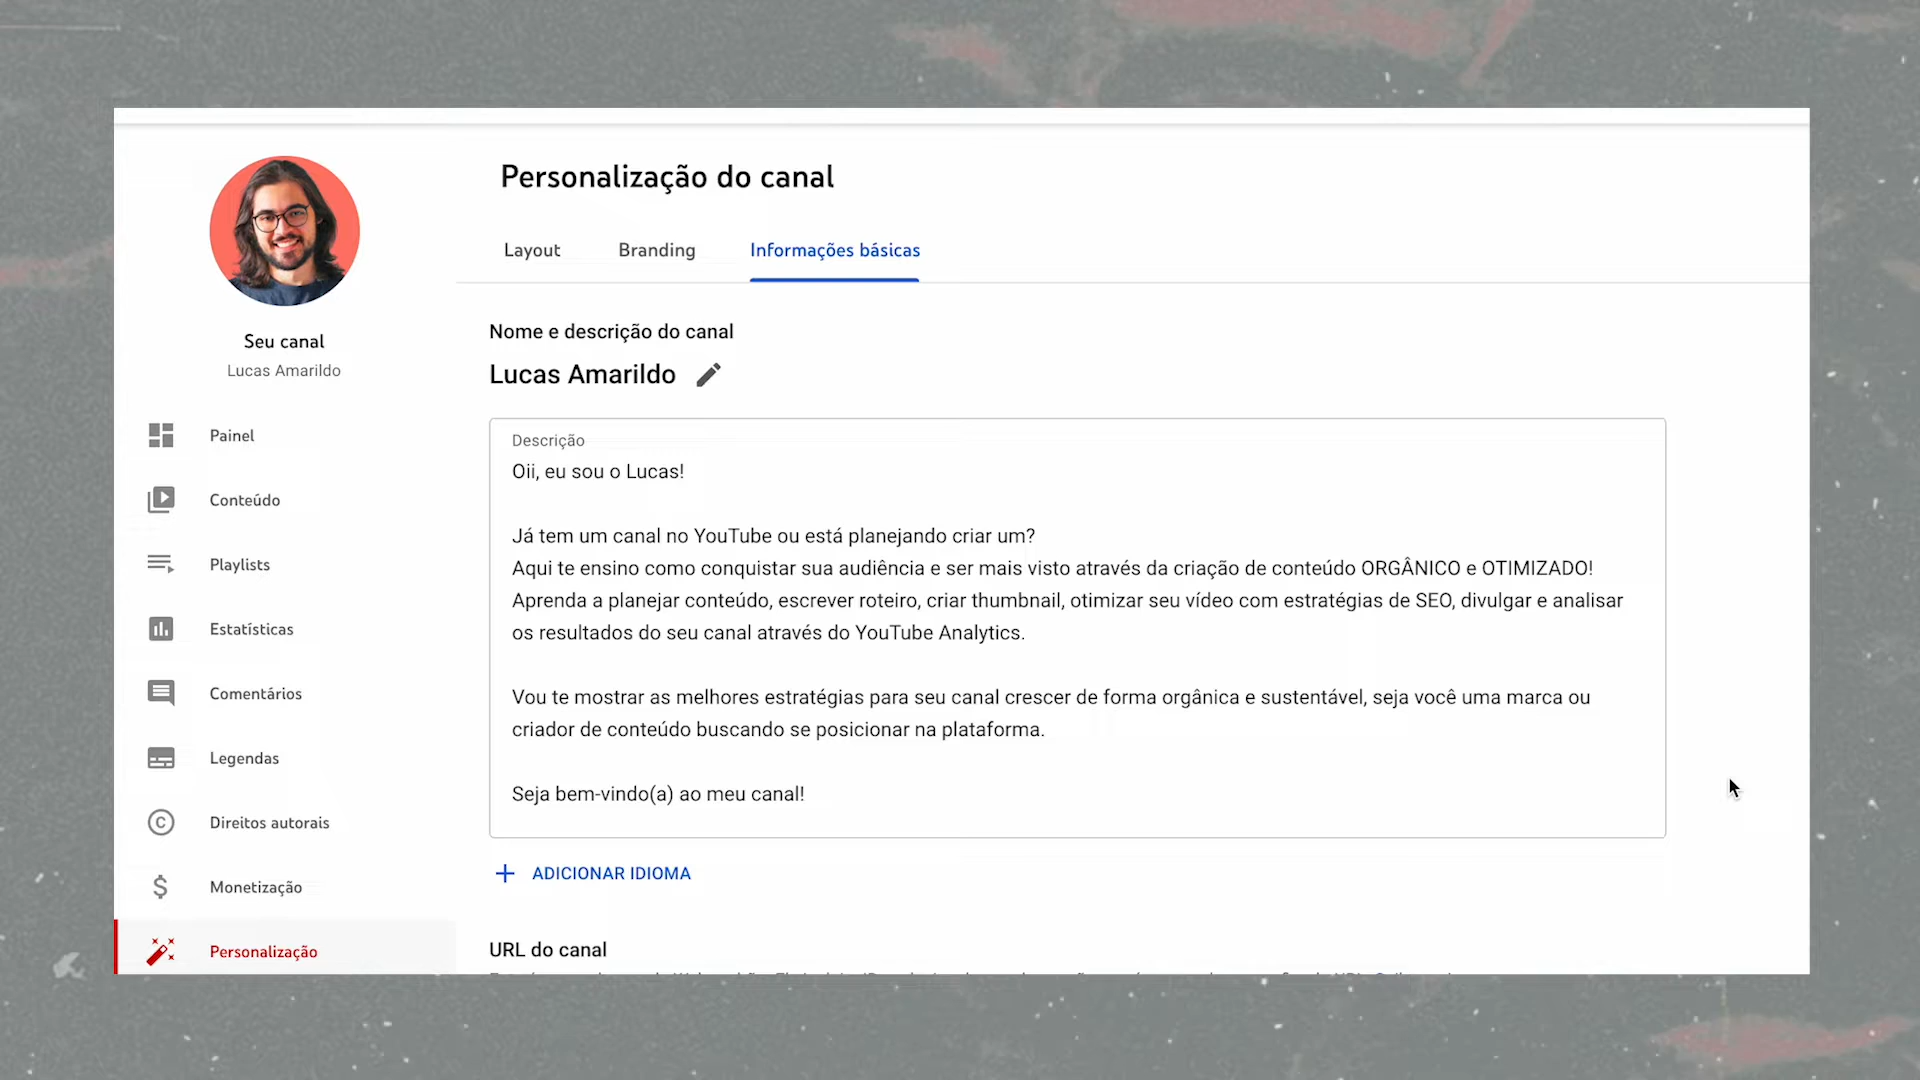 Personalização do canal
Layout
Branding
Informações básicas
Seu canal
Lucas Amarildo
Painel
Conteúdo
Playlists
Estatísticas
Comentários
Legendas
Direitos autorais
Monetização
Personalização
Nome e descrição do canal
Lucas Amarildo
Descrição
Oii, eu sou o Lucas!
Já tem um canal no YouTube ou está planejando criar um?
Aqui te ensino como conquistar sua audiência e ser mais visto através da criação de conteúdo ORGÂNICO e OTIMIZADO!
Aprenda a planejar conteúdo, escrever roteiro, criar thumbnail, otimizar seu vídeo com estratégias de SEO, divulgar e analisar
os resultados do seu canal através do YouTube Analytics.
Vou te mostrar as melhores estratégias para seu canal crescer de forma orgânica e sustentável, seja você uma marca ou
criador de conteúdo buscando se posicionar na plataforma.
Seja bem-vindo(a) ao meu canal!
ADICIONAR IDIOMA
URL do canal